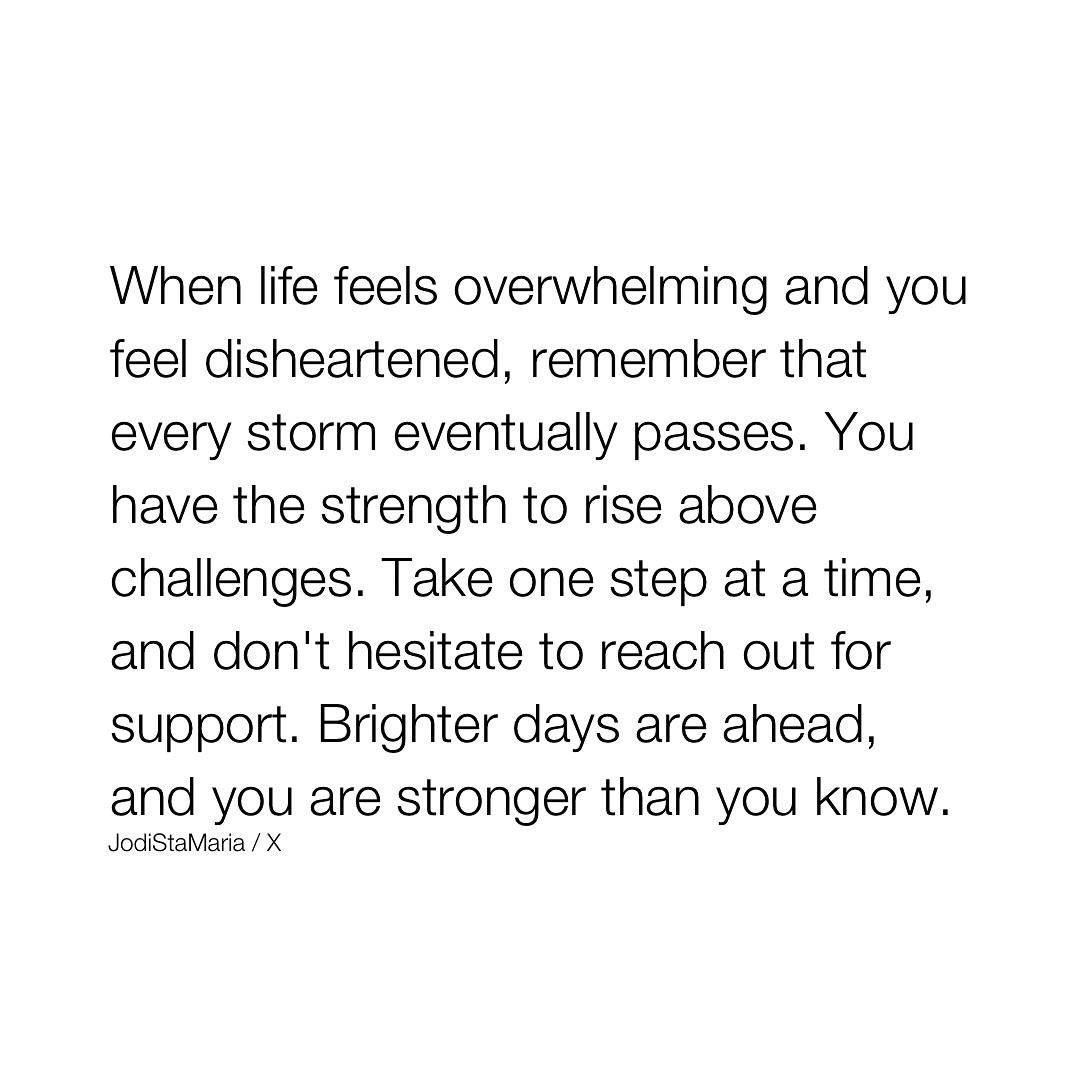 When life feels overwhelming and you
feel disheartened, remember that
every storm eventually passes. You
have the strength to rise above
challenges. Take one step at a time,
and don't hesitate to reach out for
support. Brighter days are ahead,
and you are stronger than you know.
JodiStaMaria / X